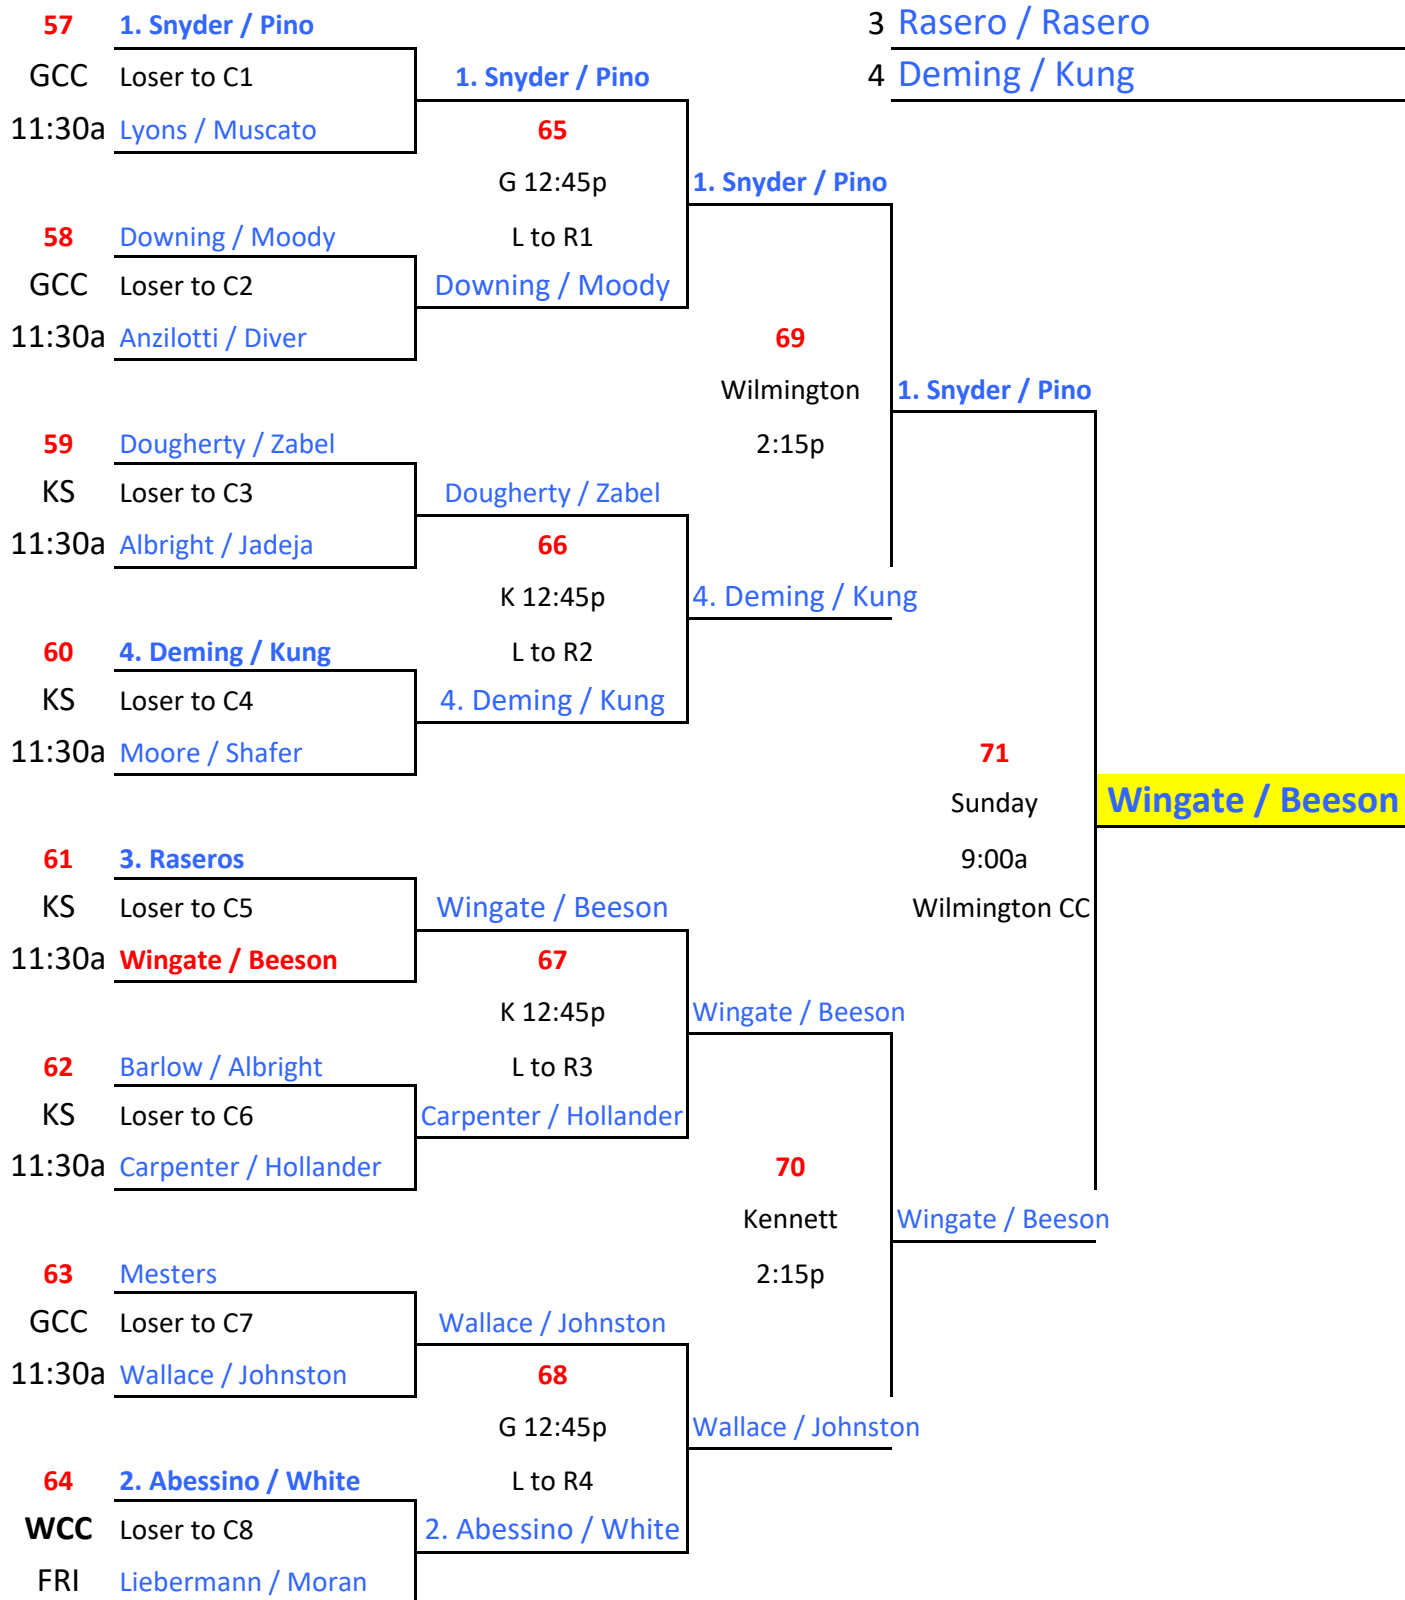 57 1. Snyder / Pino 3 Rasero / Rasero
GCC Loser to C1 1. Snyder / Pino 4 Deming / Kung
11:30a Lyons / Muscato 65
G 12:45p 1. Snyder / Pino
58 Downing / Moody L to R1
GCC Loser to C2 Downing / Moody
11:30a Anzilotti / Diver 69
Wilmington 1. Snyder / Pino
59 Dougherty / Zabel 2:15p
KS Loser to C3 Dougherty / Zabel
11:30a Albright / Jadeja 66
K 12:45p 4. Deming / Kung
60 4. Deming / Kung L to R2
KS Loser to C4 4. Deming / Kung
11:30a Moore / Shafer 71
Sunday Wingate / Beeson
61 3. Raseros 9:00a
KS Loser to C5 Wingate / Beeson Wilmington CC
11:30a Wingate / Beeson 67
K 12:45p Wingate / Beeson
62 Barlow / Albright L to R3
KS Loser to C6 Carpenter / Hollander
11:30a Carpenter / Hollander 70
Kennett Wingate / Beeson
63 Mesters 2:15p
GCC Loser to C7 Wallace / Johnston
11:30a Wallace / Johnston 68
G 12:45p Wallace / Johnston
64 2. Abessino / White L to R4
WCC Loser to C8 2. Abessino / White
FRI Liebermann / Moran